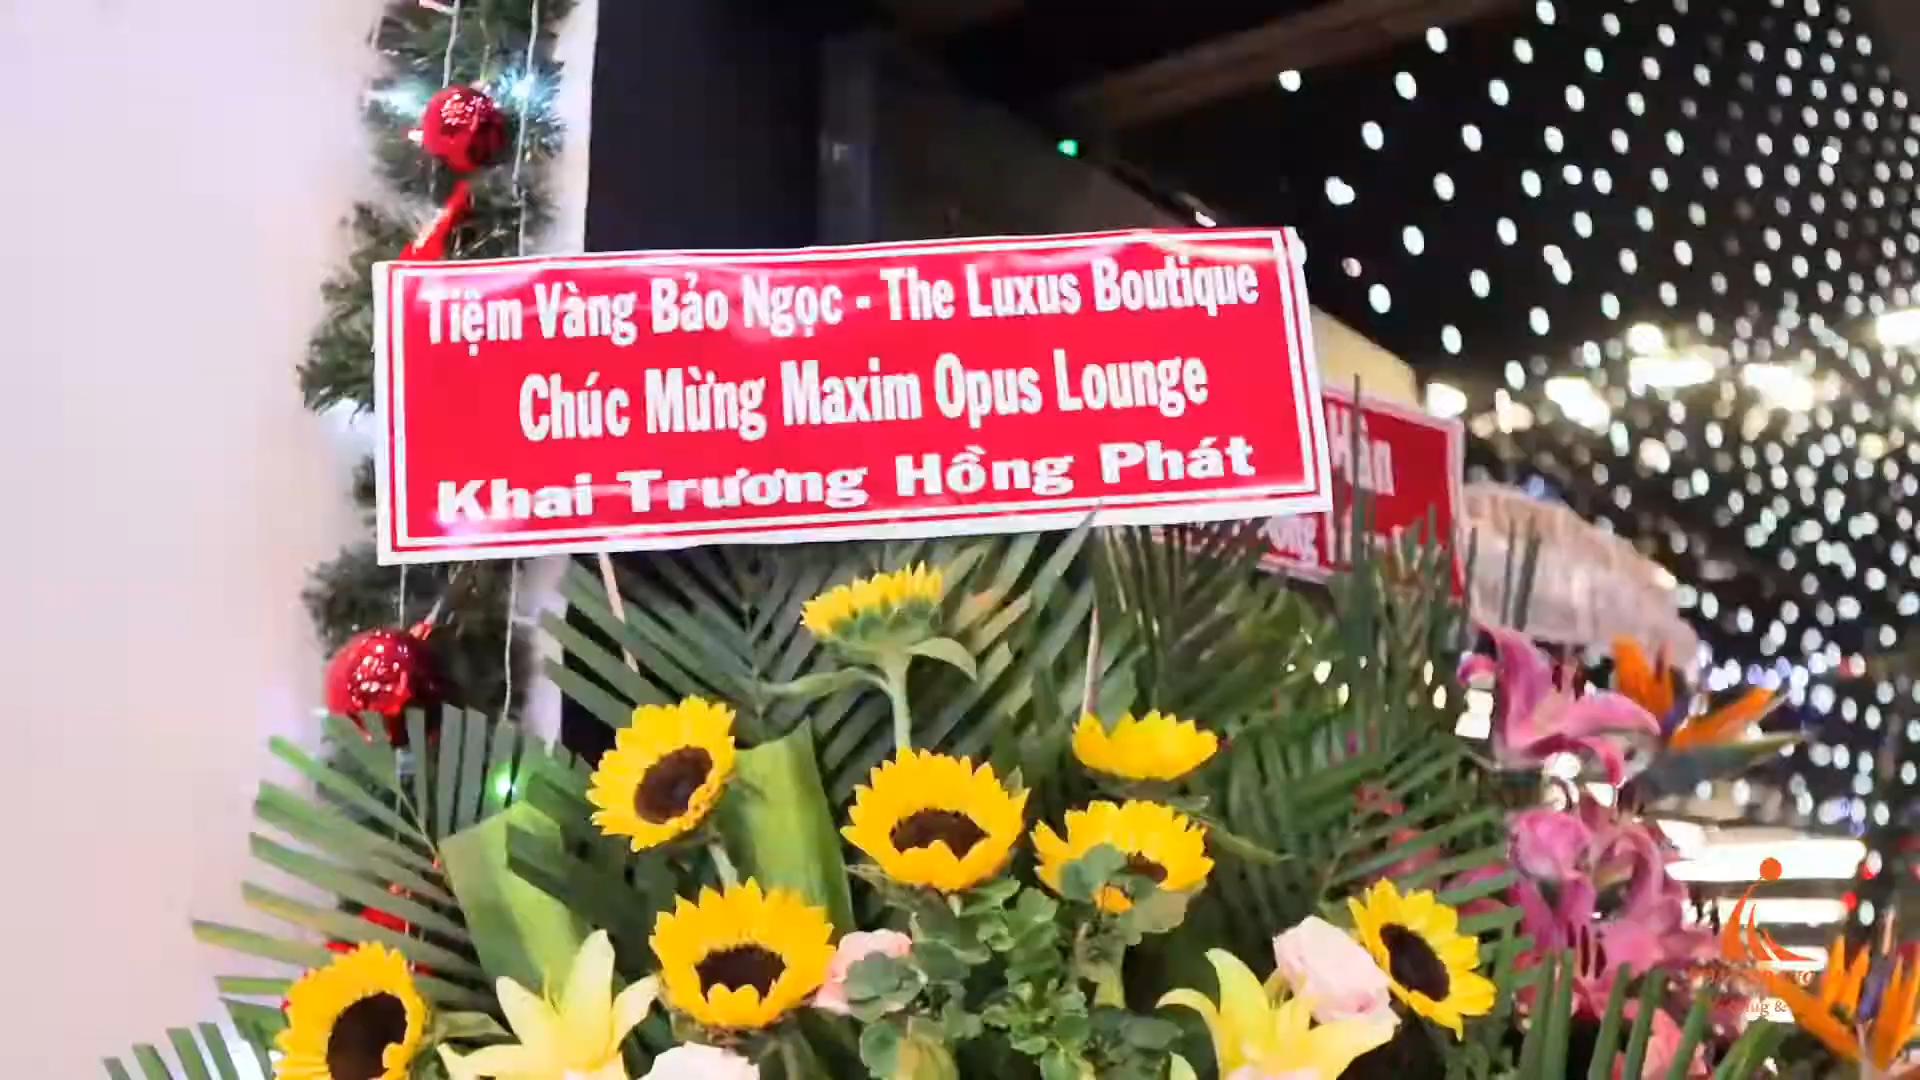 Tiệm Vàng Bảo Ngọc - The Luxus Boutique
Chúc Mừng Maxim Opus Lounge
Khai Trương Hồng Phát